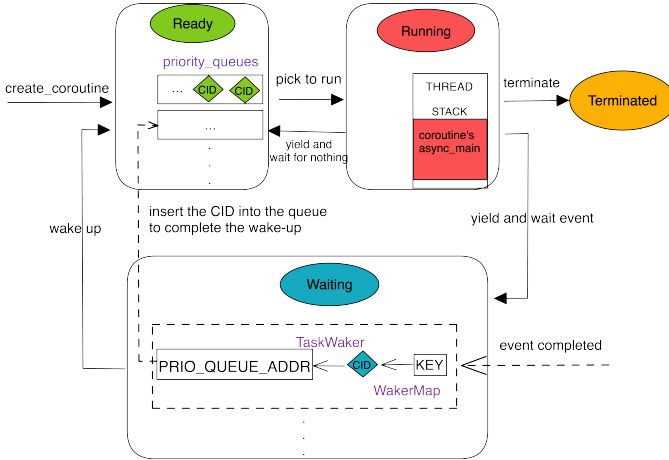 Ready
Running
priority_queues
create_coroutine
... CID CID
pick to run
THREAD
STACK
terminate
Terminated
...
yield and
wait for nothing
coroutine's
async_main
wake up
insert the CID into the queue
to complete the wake-up
yield and wait event
Waiting
TaskWaker
event completed
PRIO_QUEUE_ADDR
CID
KEY
WakerMap